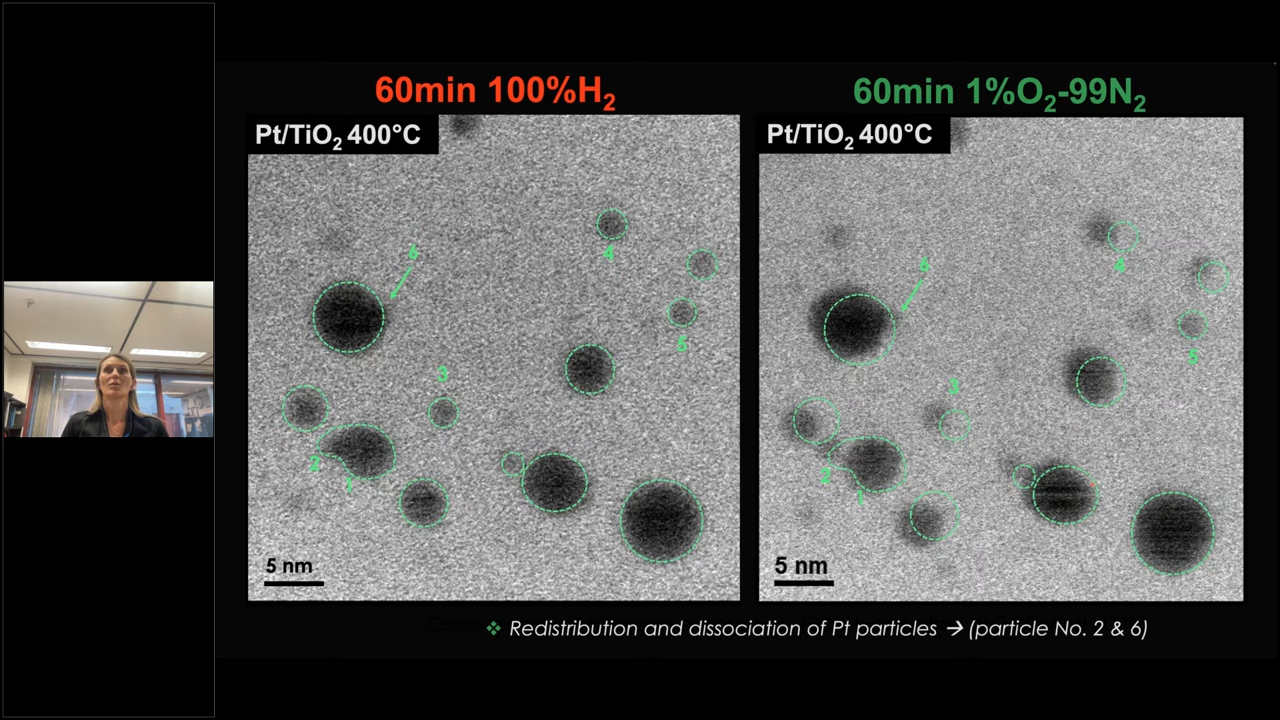 60min 100%H₂
Pt/TiO₂ 400°C
6
4
5
3
2
1
5 nm
60min 1%O₂-99N₂
Pt/TiO₂ 400°C
6
4
5
3
2
1
5 nm
❖ Redistribution and dissociation of Pt particles → (particle No. 2 & 6)